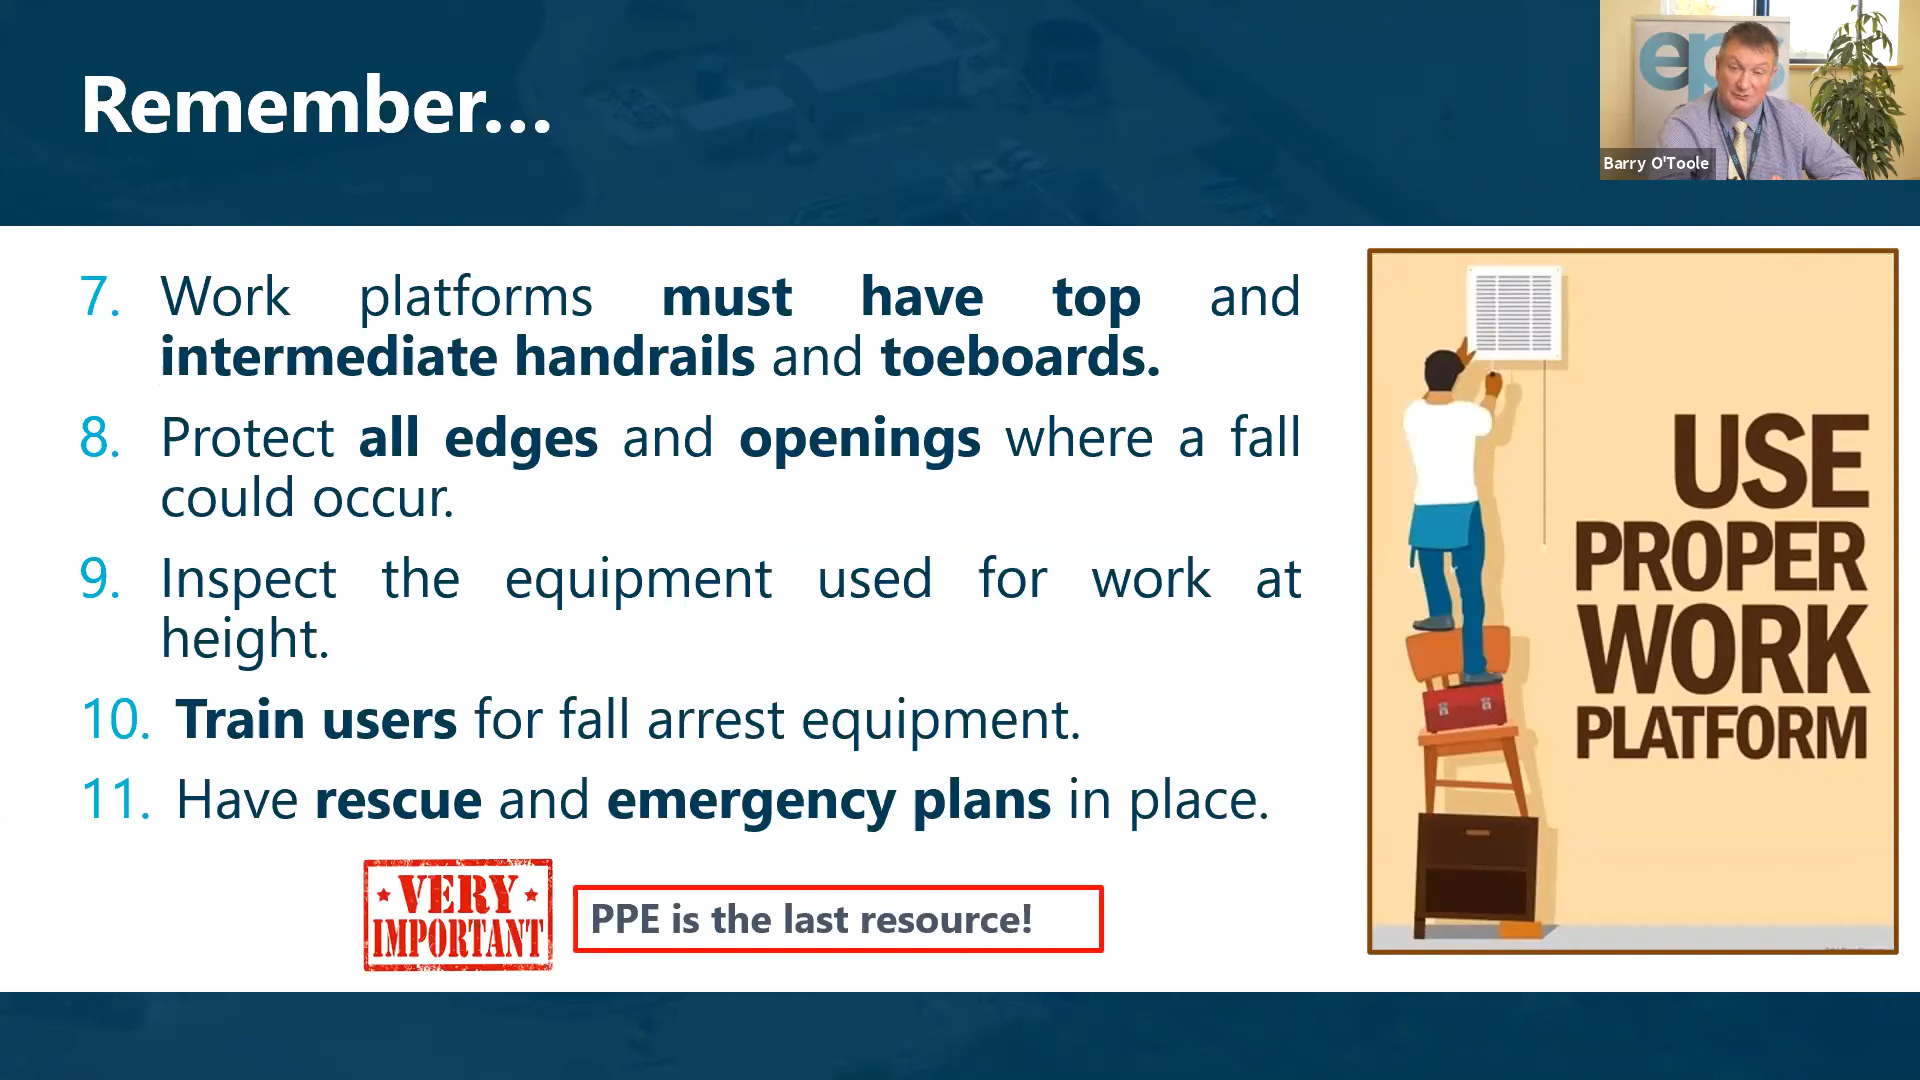 Remember...
eps
Barry O'Toole
7. Work platforms must have top and
intermediate handrails and toeboards.
8. Protect all edges and openings where a fall
could occur.
9. Inspect the equipment used for work at
height.
10. Train users for fall arrest equipment.
11. Have rescue and emergency plans in place.
VERY
IMPORTANT
PPE is the last resource!
USE
PROPER
WORK
PLATFORM